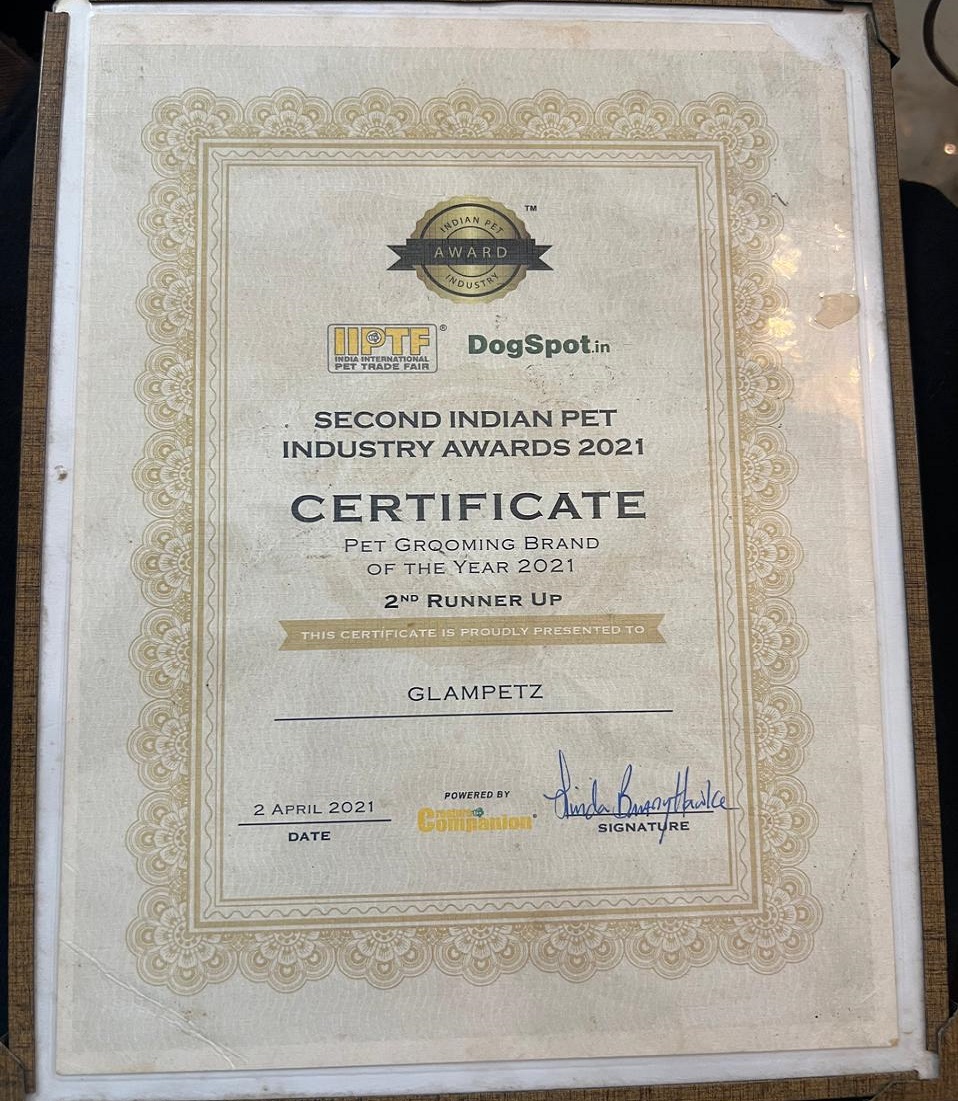 INDIAN PET
AWARD
INDUSTRY
TM
IIPTF®
INDIA INTERNATIONAL
PET TRADE FAIR
DogSpot.in
SECOND INDIAN PET
INDUSTRY AWARDS 2021
CERTIFICATE
PET GROOMING BRAND
OF THE YEAR 2021
2ND RUNNER UP
THIS CERTIFICATE IS PROUDLY PRESENTED TO
GLAMPETZ
2 APRIL 2021
DATE
POWERED BY
Companion®
Linda
SIGNATURE